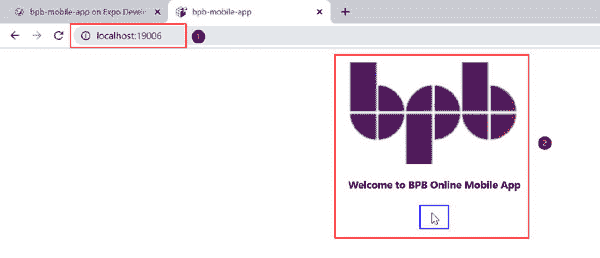 bpb-mobile-app on Expo Develo
bpb-mobile-app
localhost:19006
1
bpb
2
Welcome to BPB Online Mobile App